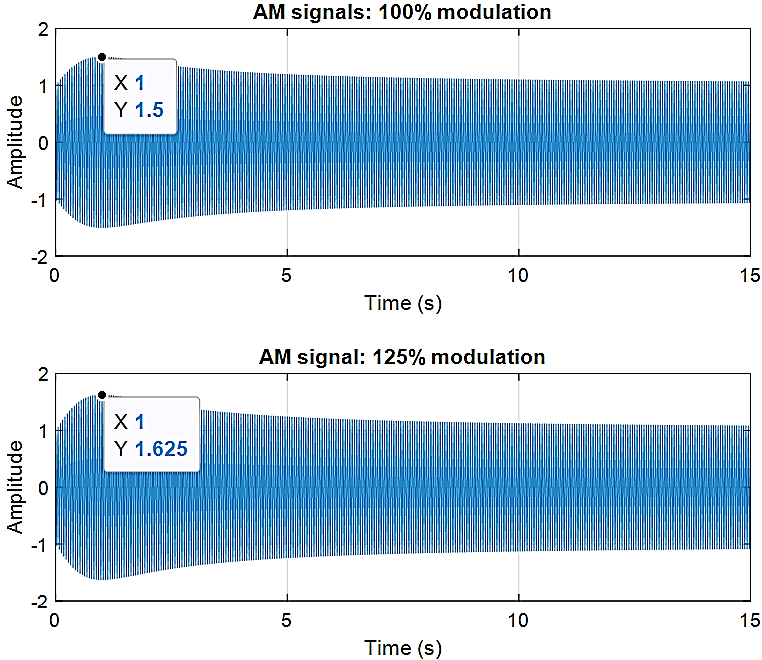 AM signals: 100% modulation
2
1
0
-1
-2
Amplitude
X 1
Y 1.5
0
5
10
15
Time (s)
AM signal: 125% modulation
2
1
0
-1
-2
Amplitude
X 1
Y 1.625
0
5
10
15
Time (s)